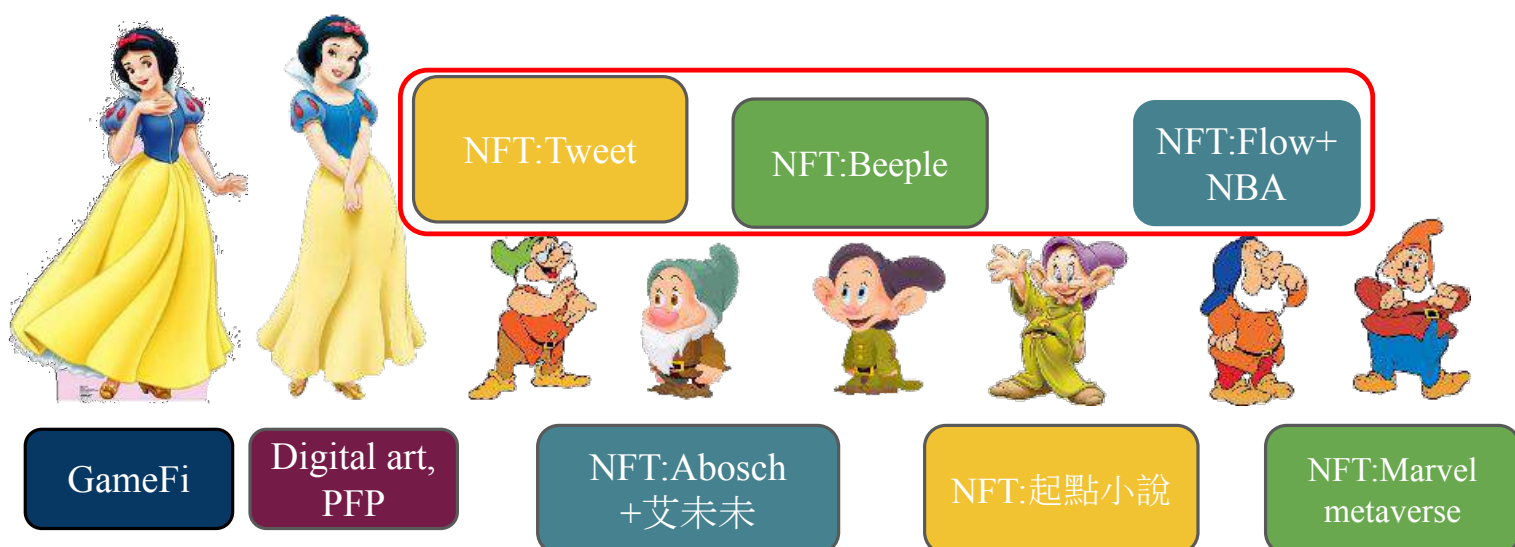 NFT:Tweet
NFT:Beeple
NFT:Flow+
NBA
GameFi
Digital art,
PFP
NFT:Abosch
+艾未未
NFT:起點小說
NFT:Marvel
metaverse